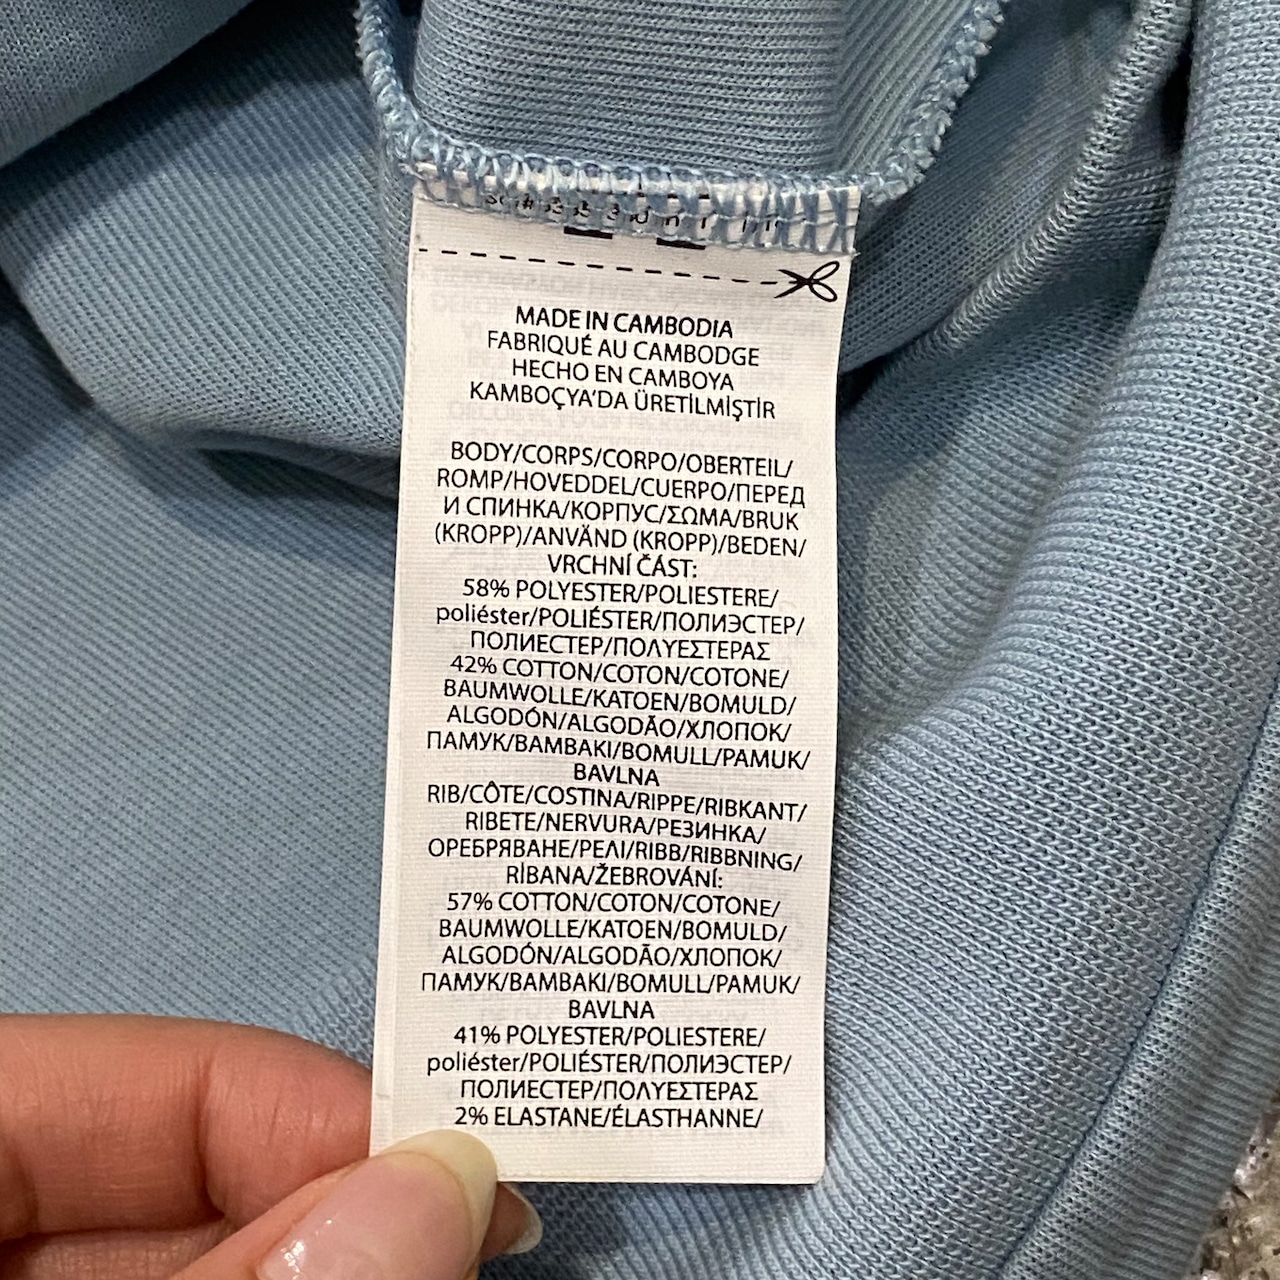 MADE IN CAMBODIA
FABRIQUÉ AU CAMBODGE
HECHO EN CAMBOYA
KAMBOÇYA'DA ÜRETİLMİŞTİR
BODY/CORPS/CORPO/OBERTEIL/
ROMP/HOVEDDEL/CUERPO/ПЕРЕД
И СПИНКА/КОРПУС/ΣΩΜΑ/BRUK
(KROPP)/ANVÄND (KROPP)/BEDEN/
VRCHNÍ ČÁST:
58% POLYESTER/POLIESTERE/
poliéster/POLIÉSTER/ПОЛИЭСТЕР/
ПОЛИЕСТЕР/ΠΟΛΥΕΣΤΕΡΑΣ
42% COTTON/COTON/COTONE/
BAUMWOLLE/KATOEN/BOMULD/
ALGODÓN/ALGODÃO/ХЛОПОК/
ПАМУК/BAMBAKI/BOMULL/PAMUK/
BAVLNA
RIB/CÔTE/COSTINA/RIPPE/RIBKANT/
RIBETE/NERVURA/РЕЗИНКА/
ОРЕБРЯВАНЕ/ΡΕΛΙ/RIBB/RIBBNING/
RİBANA/ŽEBROVÁNÍ:
57% COTTON/COTON/COTONE/
BAUMWOLLE/KATOEN/BOMULD/
ALGODÓN/ALGODÃO/ХЛОПОК/
ПАМУК/BAMBAKI/BOMULL/PAMUK/
BAVLNA
41% POLYESTER/POLIESTERE/
poliéster/POLIÉSTER/ПОЛИЭСТЕР/
ПОЛИЕСТЕР/ΠΟΛΥΕΣΤΕΡΑΣ
2% ELASTANE/ÉLASTHANNE/